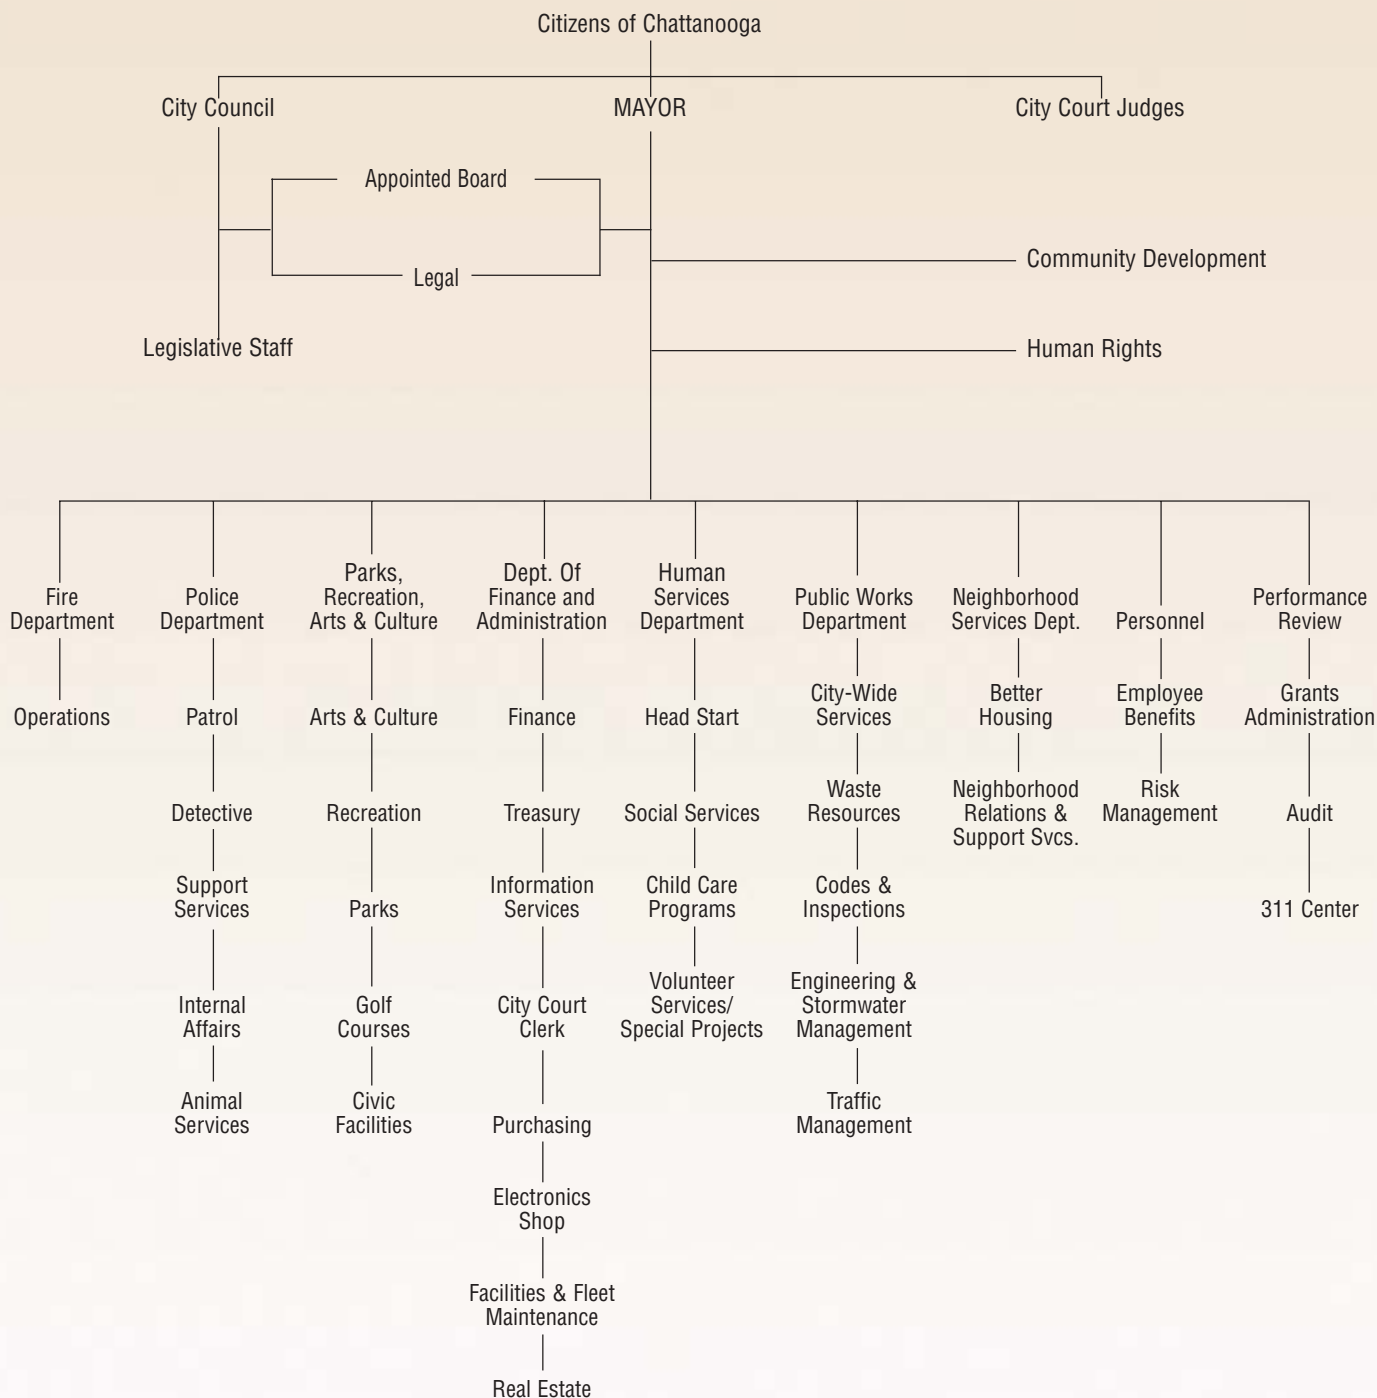 Citizens of Chattanooga
City Council
MAYOR
City Court Judges
Appointed Board
Legal
Community Development
Legislative Staff
Human Rights
Fire
Department
Operations
Police
Department
Patrol
Detective
Support
Services
Internal
Affairs
Animal
Services
Parks,
Recreation,
Arts & Culture
Arts & Culture
Recreation
Parks
Golf
Courses
Civic
Facilities
Dept. Of
Finance and
Administration
Finance
Treasury
Information
Services
City Court
Clerk
Purchasing
Electronics
Shop
Facilities & Fleet
Maintenance
Real Estate
Human
Services
Department
Head Start
Social Services
Child Care
Programs
Volunteer
Services/
Special Projects
Public Works
Department
City-Wide
Services
Waste
Resources
Codes &
Inspections
Engineering &
Stormwater
Management
Traffic
Management
Neighborhood
Services Dept.
Better
Housing
Neighborhood
Relations &
Support Svcs.
Personnel
Employee
Benefits
Risk
Management
Performance
Review
Grants
Administration
Audit
311 Center